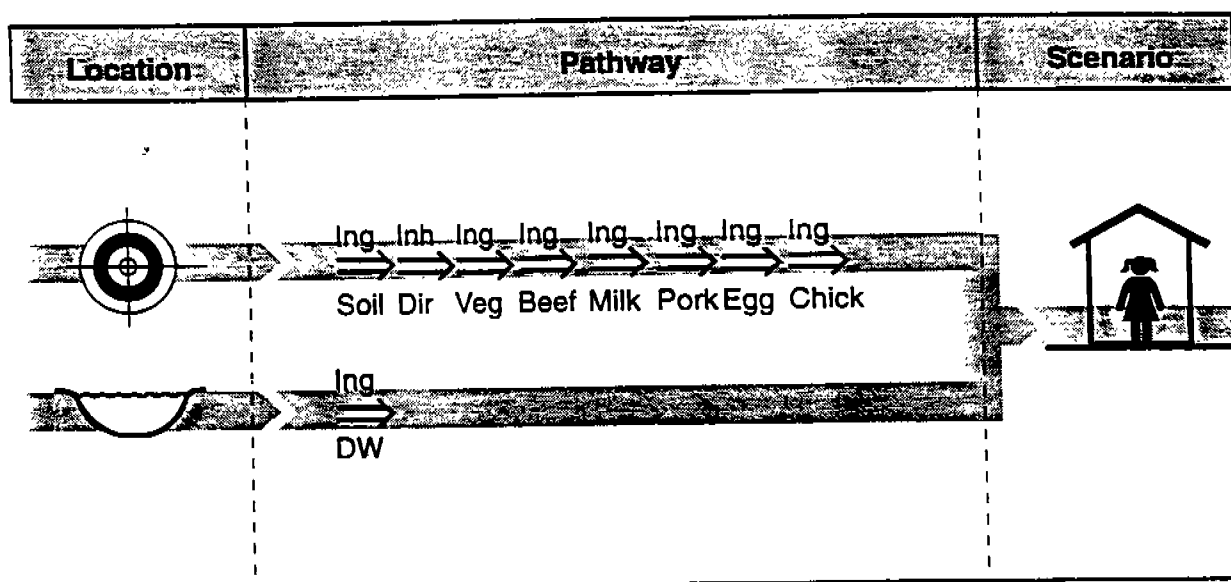 Location Pathway Scenario
Ing Inh Ing Ing Ing Ing Ing Ing
Soil Dir Veg Beef Milk Pork Egg Chick
Ing
DW